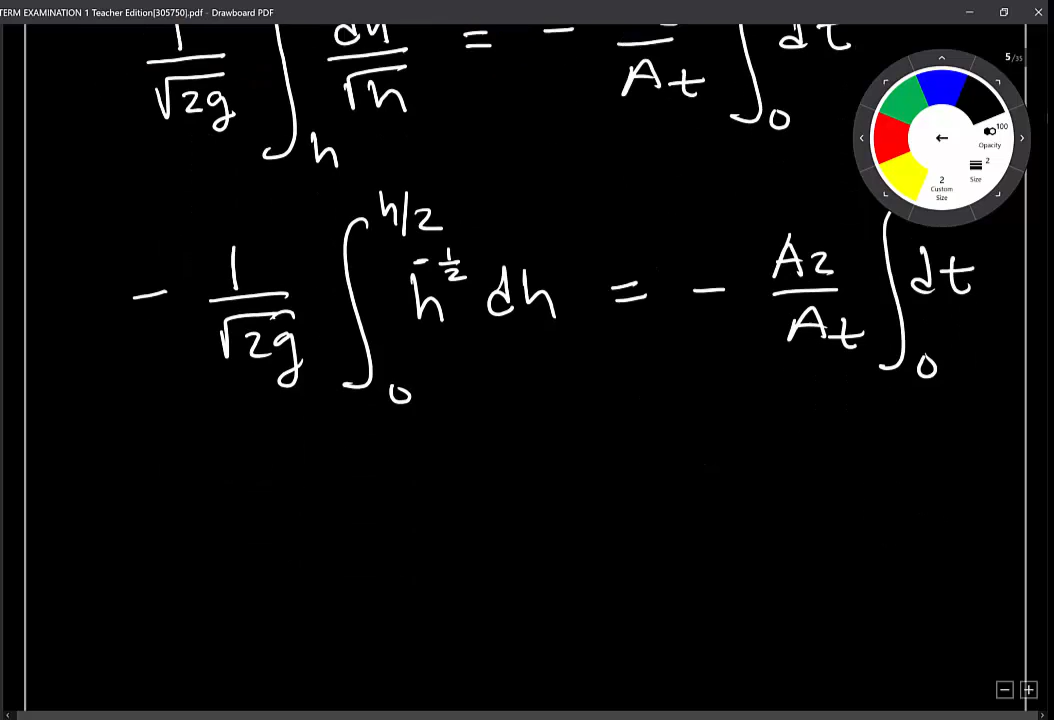 TERM EXAMINATION 1 Teacher Edition[305750].pdf - Drawboard PDF
1/√2g ∫_h dh/√h = - /At ∫_0 dt
5/35
100
Opacity
2
Size
2
Custom
Size
- 1/√2g ∫_0^{h/2} h^{-1/2} dh = - A2/At ∫_0 dt